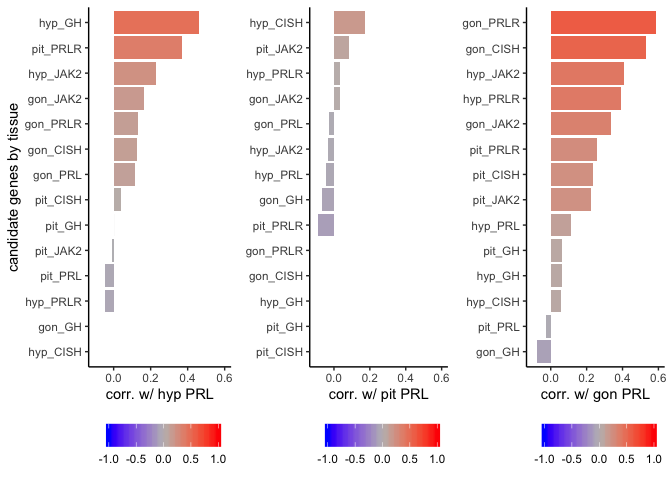 candidate genes by tissue
hyp_GH
pit_PRLR
hyp_JAK2
gon_JAK2
gon_PRLR
gon_CISH
gon_PRL
pit_CISH
pit_GH
pit_JAK2
pit_PRL
hyp_PRLR
gon_GH
hyp_CISH
0.0 0.2 0.4 0.6
corr. w/ hyp PRL
-1.0 -0.5 0.0 0.5 1.0
hyp_CISH
pit_JAK2
hyp_PRLR
gon_JAK2
gon_PRL
hyp_JAK2
hyp_PRL
gon_GH
pit_PRLR
gon_PRLR
gon_CISH
hyp_GH
pit_GH
pit_CISH
0.0 0.2 0.4 0.6
corr. w/ pit PRL
-1.0 -0.5 0.0 0.5 1.0
gon_PRLR
gon_CISH
hyp_JAK2
hyp_PRLR
gon_JAK2
pit_PRLR
pit_CISH
pit_JAK2
hyp_PRL
pit_GH
hyp_GH
hyp_CISH
pit_PRL
gon_GH
0.0 0.2 0.4 0.6
corr. w/ gon PRL
-1.0 -0.5 0.0 0.5 1.0